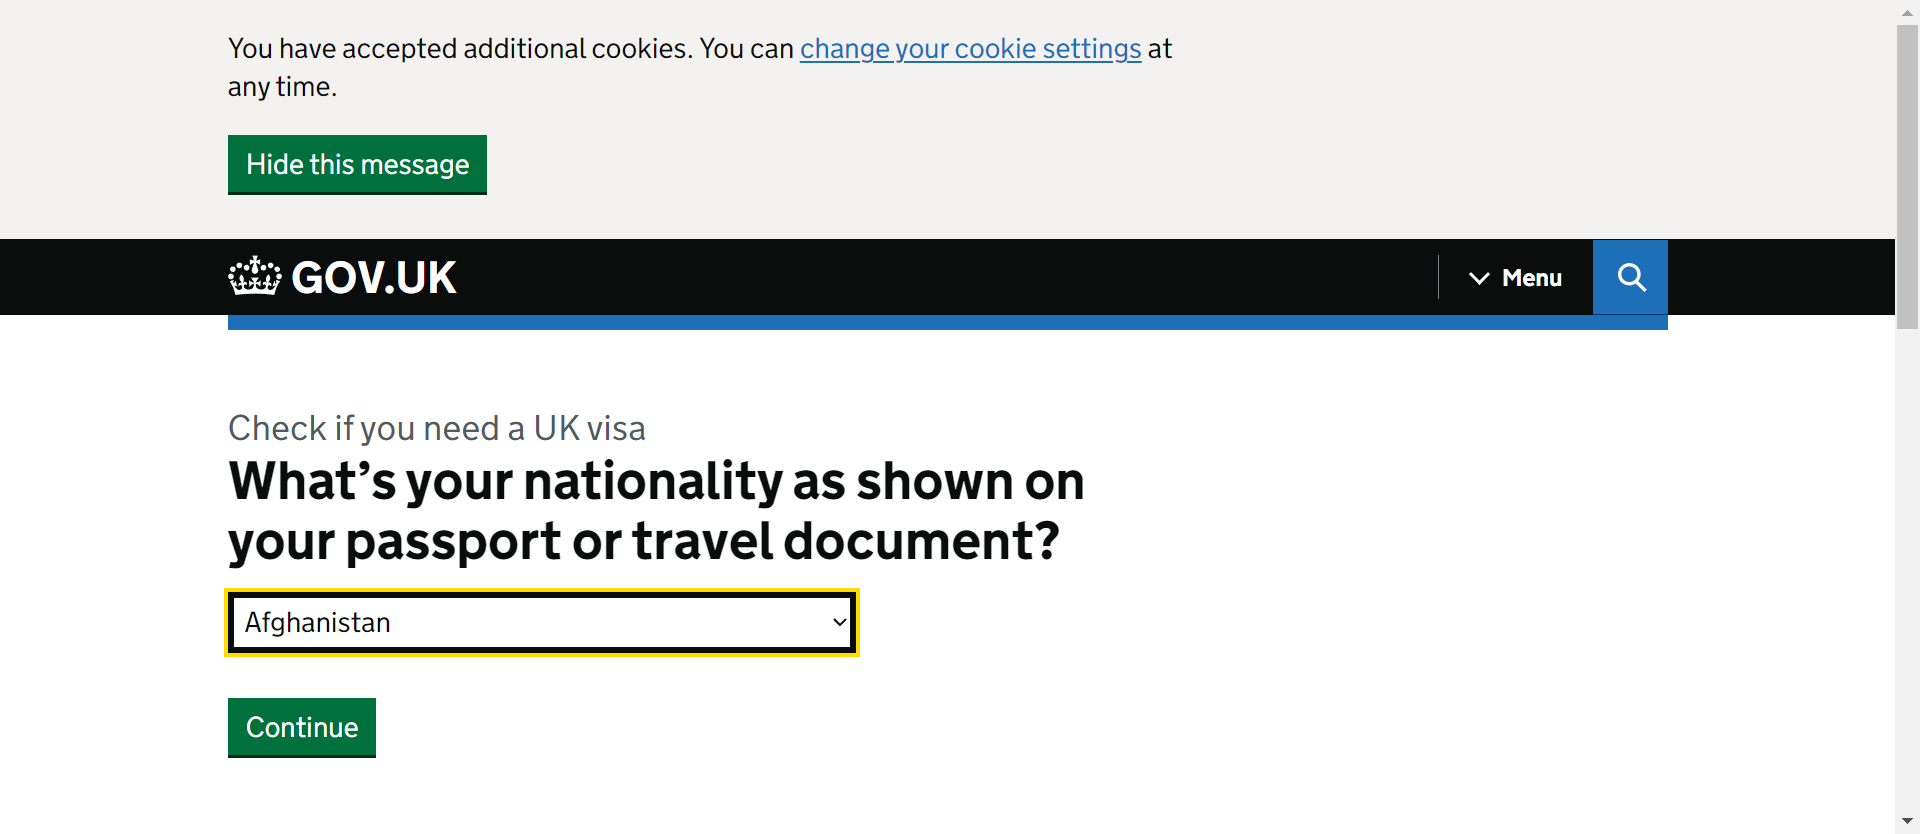 You have accepted additional cookies. You can change your cookie settings at
any time.
Hide this message
GOV.UK
Menu
Check if you need a UK visa
What’s your nationality as shown on
your passport or travel document?
Afghanistan
Continue